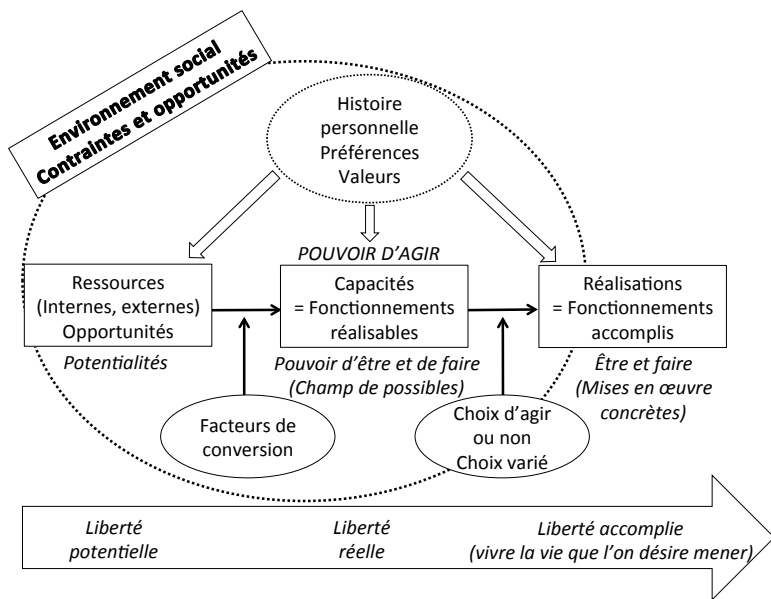 Environnement social
Contraintes et opportunités
Histoire
personnelle
Préférences
Valeurs
POUVOIR D'AGIR
Ressources
(Internes, externes)
Opportunités
Potentialités
Capacités
= Fonctionnements
réalisables
Pouvoir d'être et de faire
(Champ de possibles)
Réalisations
= Fonctionnements
accomplis
Être et faire
(Mises en œuvre
concrètes)
Facteurs de
conversion
Choix d'agir
ou non
Choix varié
Liberté
potentielle
Liberté
réelle
Liberté accomplie
(vivre la vie que l'on désire mener)